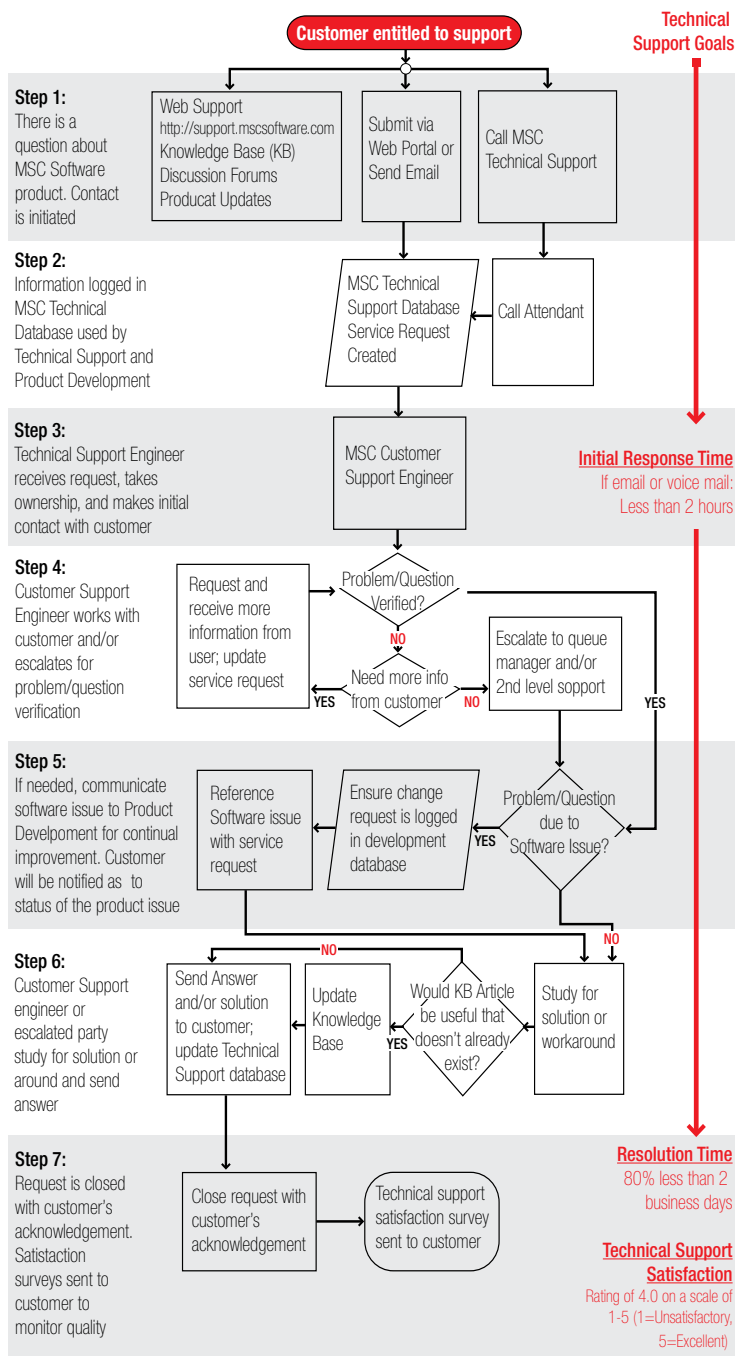 Customer entitled to support
Technical
Support Goals
Step 1:
There is a
question about
MSC Software
product. Contact
is initiated
Web Support
http://support.mscsoftware.com
Knowledge Base (KB)
Discussion Forums
Producat Updates
Submit via
Web Portal or
Send Email
Call MSC
Technical Support
Step 2:
Information logged in
MSC Technical
Database used by
Technical Support and
Product Development
MSC Technical
Support Database
Service Request
Created
Call Attendant
Step 3:
Technical Support Engineer
receives request, takes
ownership, and makes initial
contact with customer
MSC Customer
Support Engineer
Initial Response Time
If email or voice mail:
Less than 2 hours
Step 4:
Customer Support
Engineer works with
customer and/or
escalates for
problem/question
verification
Request and
receive more
information from
user; update
service request
Problem/Question
Verified?
NO
Need more info
from customer
YES
NO
Escalate to queue
manager and/or
2nd level sopport
YES
Step 5:
If needed, communicate
software issue to Product
Develpoment for continual
improvement. Customer
will be notified as to
status of the product issue
Reference
Software issue
with service
request
Ensure change
request is logged
in development
database
YES
Problem/Question
due to
Software Issue?
NO
NO
Step 6:
Customer Support
engineer or
escalated party
study for solution or
around and send
answer
Send Answer
and/or solution
to customer;
update Technical
Support database
Update
Knowledge
Base
YES
Would KB Article
be useful that
doesn't already
exist?
Study for
solution or
workaround
Step 7:
Request is closed
with customer's
acknowledgement.
Satistaction
surveys sent to
customer to
monitor quality
Close request with
customer's
acknowledgement
Technical support
satisfaction survey
sent to customer
Resolution Time
80% less than 2
business days
Technical Support
Satisfaction
Rating of 4.0 on a scale of
1-5 (1=Unsatisfactory,
5=Excellent)